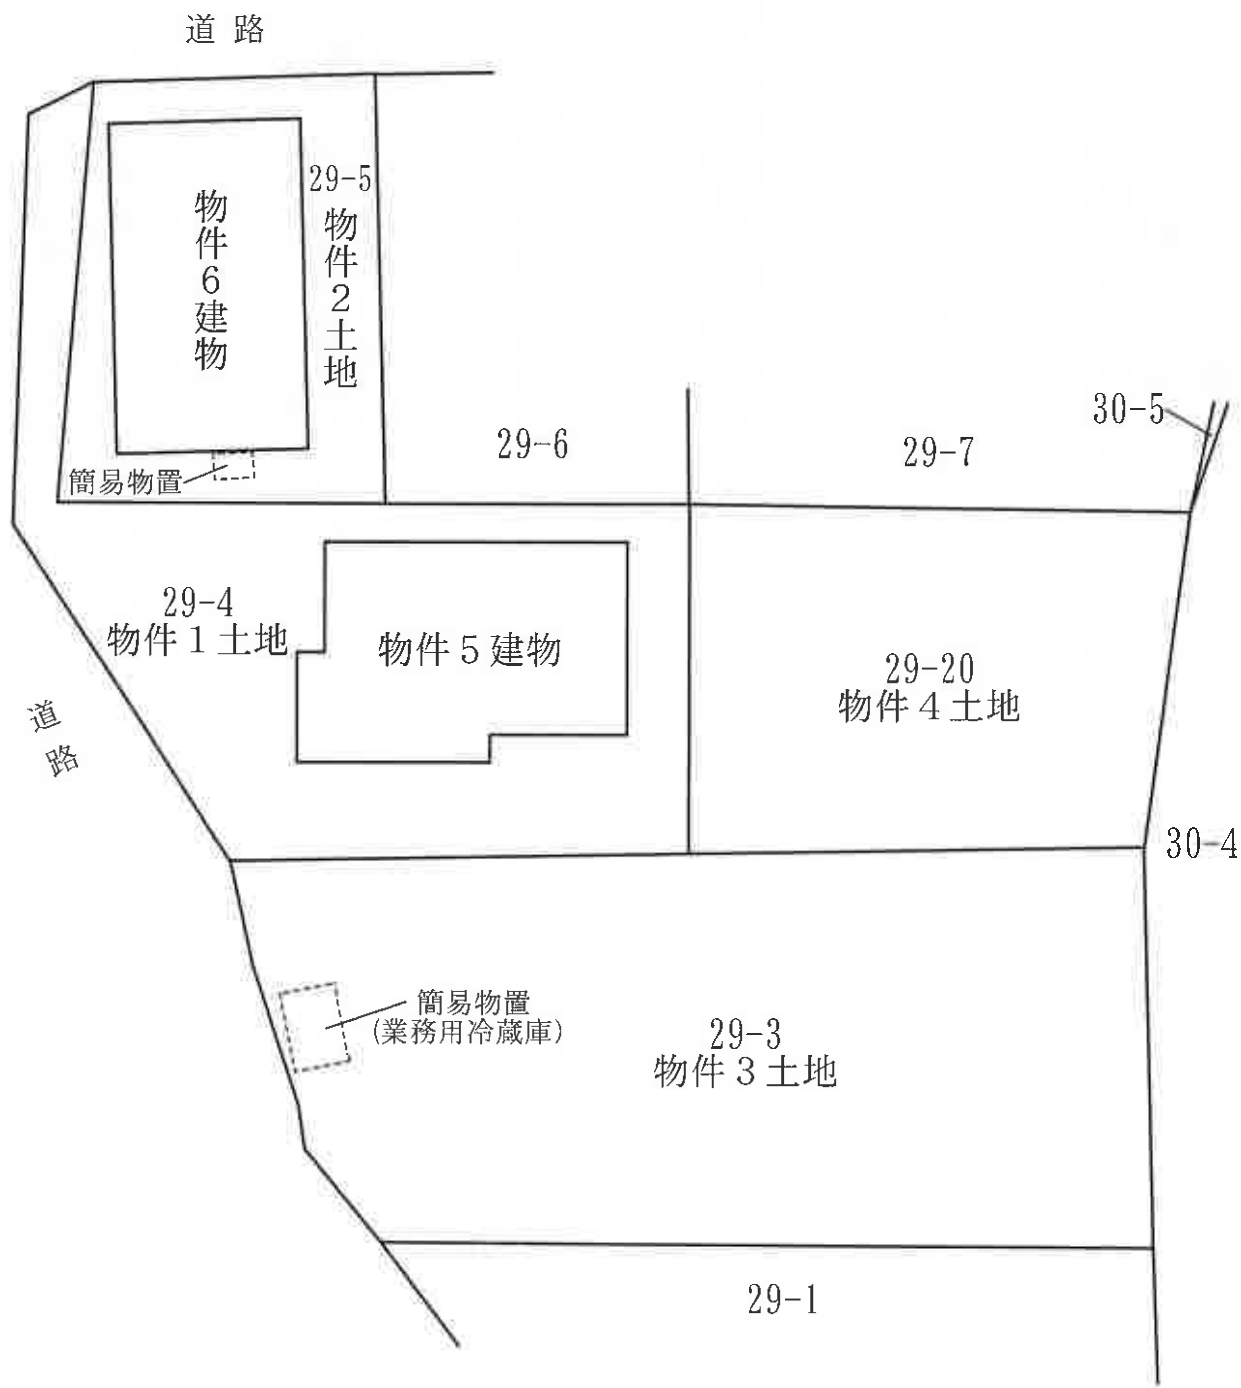 道 路
29-5
物件2土地
物件6建物
簡易物置
29-6
29-7
30-5
29-4
物件1土地
物件5建物
29-20
物件4土地
道路
30-4
簡易物置
(業務用冷蔵庫)
29-3
物件3土地
29-1